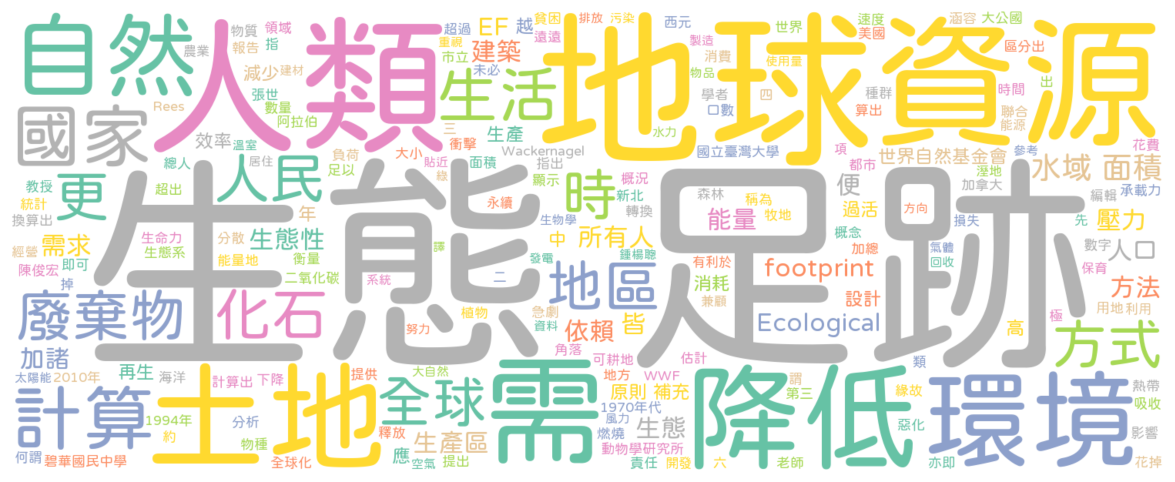 自然
人類
地球資源
生態足跡
國家
生活
人民
更
時
地區
化石
廢棄物
計算
土地
全球
需
降低
環境
方式
農業
物質
領域
報告
指
減少
建材
張世
數量
阿拉伯
Rees
效率
溫室
居住
超過
重視
市立
未必
EF
越
建築
貧困
遠遠
排放
污染
三
衝擊
生產
Wackernagel
指出
西元
製造
消費
物品
學者
口數
水力
國立臺灣大學
世界
使用量
四
種群
項
都市
速度
美國
算出
涵容
大公國
區分出
出
時間
聯合
能源
花費
世界自然基金會
參考
水域
面積
濕地
加拿大
編輯
承載力
先
壓力
數字
人口
保育
方法
用地
利用
極
高
類
教授
統計
換算出
超出
總人
負荷
足以
大小
面積
貼近
綠
顯示
概況
新北
轉換
永續
年
生物學
中
所有人
森林
稱為
能量
牧地
便
過活
概念
加總
方向
損失
氣體
回收
需求
經營
即可
陳俊宏
掉
生命力
生態系
分散
能量地
生態性
衡量
二氧化碳
系統
譯
發電
二
鍾楊聰
有利於
消耗
兼顧
footprint
設計
Ecological
植物
努力
急劇
資料
依賴
皆
加諸
太陽能
2010年
再生
海洋
計算出
下降
提供
大自然
角落
可耕地
估計
地方
WWF
原則
補充
謂
第三
緣故
熱帶
吸收
1994年
約
何謂
碧華國民中學
分析
物種
全球化
釋放
應
空氣
生產區
提出
1970年代
風力
燃燒
生態
動物學研究所
責任
開發
六
老師
惡化
亦即
影響
花掉